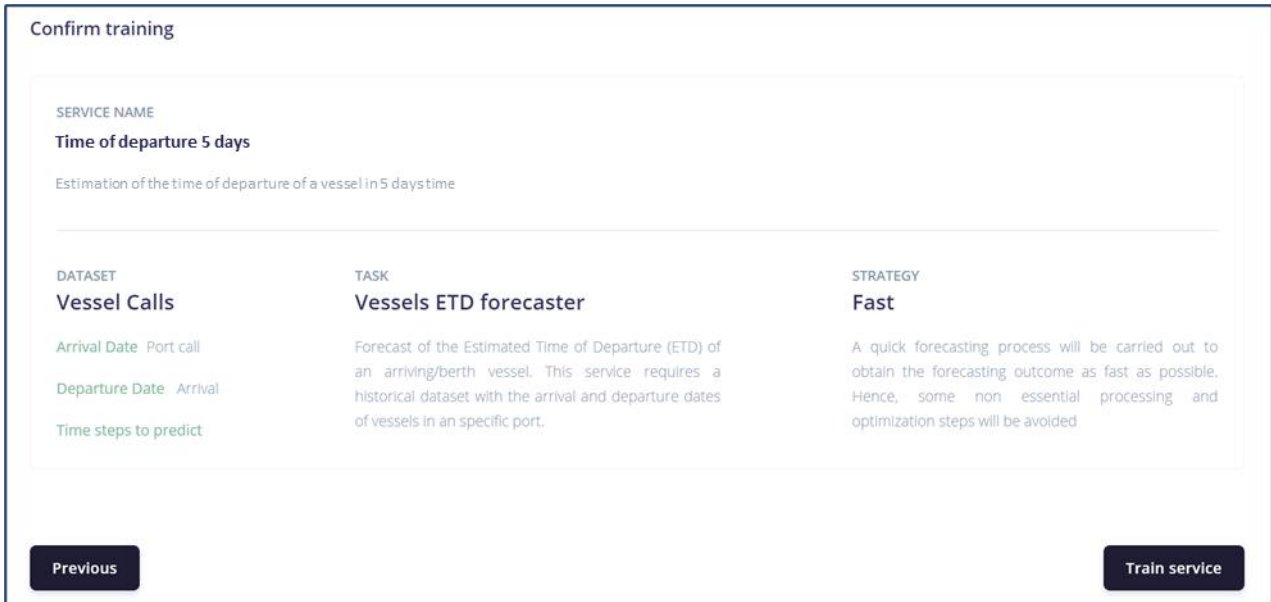 Confirm training
SERVICE NAME
Time of departure 5 days
Estimation of the time of departure of a vessel in 5 days time
DATASET
Vessel Calls
Arrival Date Port call
Departure Date Arrival
Time steps to predict
TASK
Vessels ETD forecaster
Forecast of the Estimated Time of Departure (ETD) of
an arriving/berth vessel. This service requires a
historical dataset with the arrival and departure dates
of vessels in an specific port.
STRATEGY
Fast
A quick forecasting process will be carried out to
obtain the forecasting outcome as fast as possible.
Hence, some non essential processing and
optimization steps will be avoided
Previous
Train service